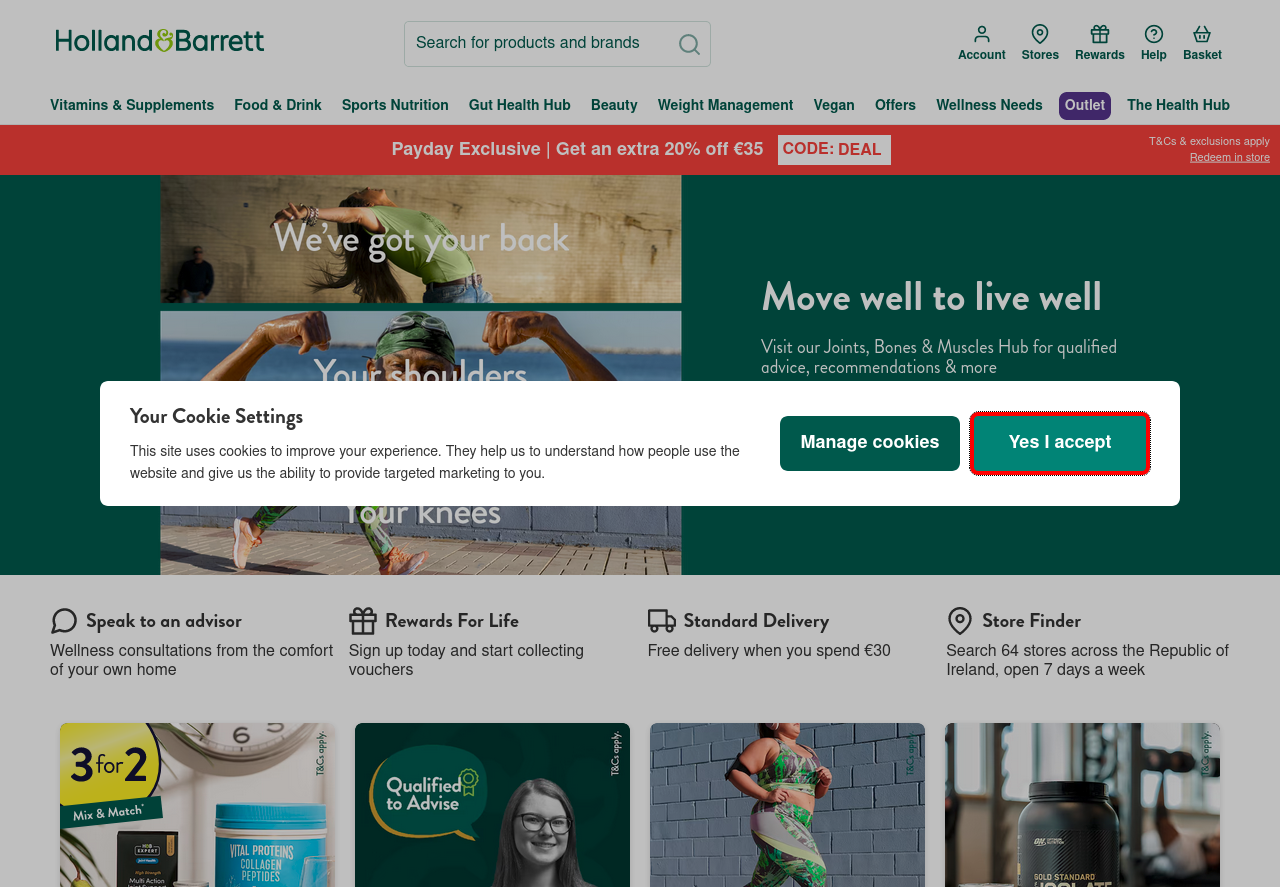 Holland&Barrett
Search for products and brands
Account
Stores
Rewards
Help
Basket
Vitamins & Supplements
Food & Drink
Sports Nutrition
Gut Health Hub
Beauty
Weight Management
Vegan
Offers
Wellness Needs
Outlet
The Health Hub
Payday Exclusive | Get an extra 20% off €35
CODE: DEAL
T&Cs & exclusions apply
Redeem in store
We've got your back
Your shoulders
Move well to live well
Visit our Joints, Bones & Muscles Hub for qualified
advice, recommendations & more
Your Cookie Settings
This site uses cookies to improve your experience. They help us to understand how people use the
website and give us the ability to provide targeted marketing to you.
Manage cookies
Yes I accept
Your knees
Speak to an advisor
Wellness consultations from the comfort
of your own home
Rewards For Life
Sign up today and start collecting
vouchers
Standard Delivery
Free delivery when you spend €30
Store Finder
Search 64 stores across the Republic of
Ireland, open 7 days a week
3 for 2
Mix & Match*
T&Cs apply.
6
5
EXPERT
High Strength
Multi Action
VITAL PROTEINS
COLLAGEN
PEPTIDES
Qualified
to Advise
T&Cs apply.
T&Cs apply.
T&Cs apply.
ON
GOLD STANDARD